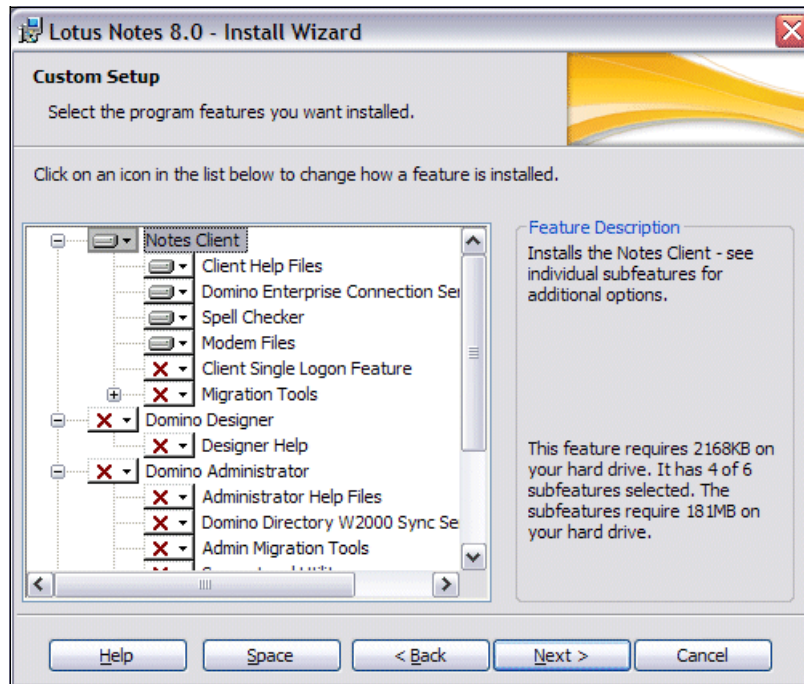 Lotus Notes 8.0 - Install Wizard
Custom Setup
Select the program features you want installed.
Click on an icon in the list below to change how a feature is installed.
Notes Client
Client Help Files
Domino Enterprise Connection Ser
Spell Checker
Modem Files
Client Single Logon Feature
Migration Tools
Domino Designer
Designer Help
Domino Administrator
Administrator Help Files
Domino Directory W2000 Sync Se
Admin Migration Tools
Feature Description
Installs the Notes Client - see
individual subfeatures for
additional options.
This feature requires 2168KB on
your hard drive. It has 4 of 6
subfeatures selected. The
subfeatures require 181MB on
your hard drive.
Help
Space
< Back
Next >
Cancel